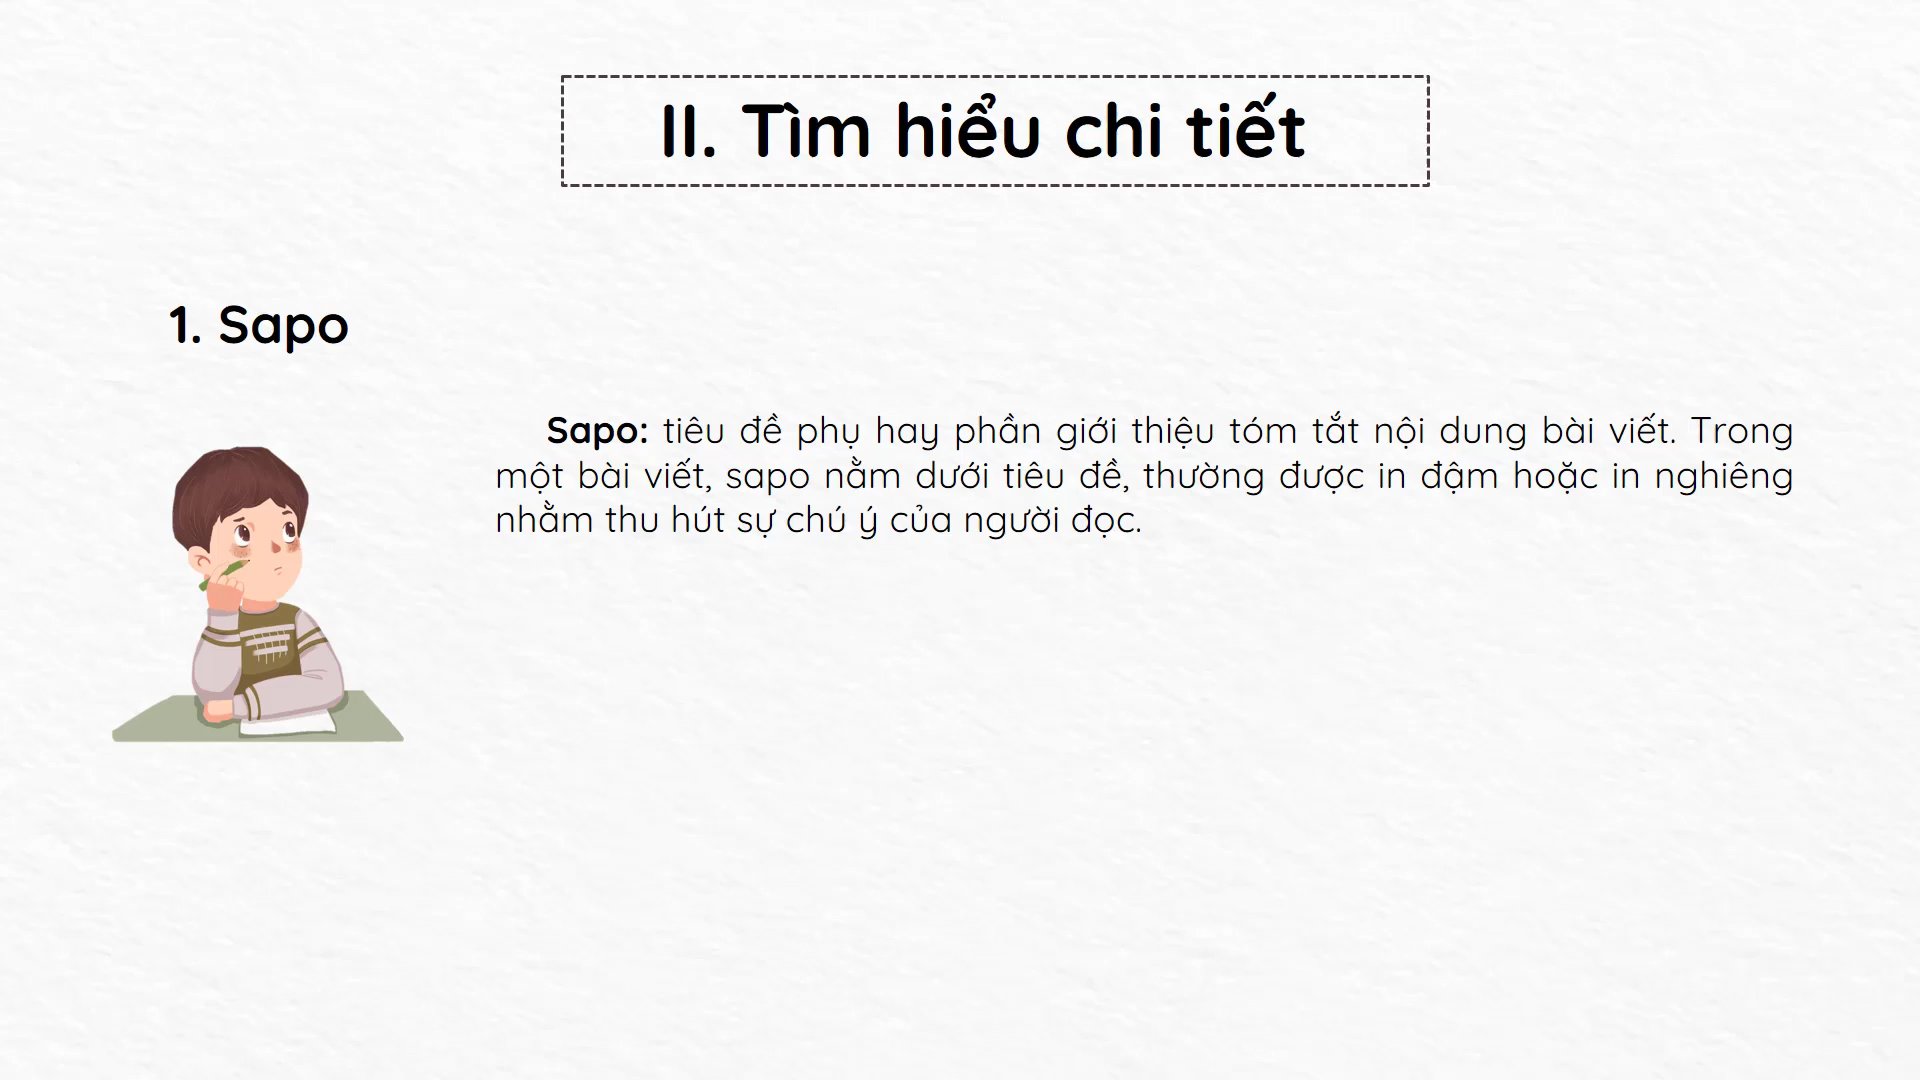 II. Tìm hiểu chi tiết
1. Sapo
Sapo: tiêu đề phụ hay phần giới thiệu tóm tắt nội dung bài viết. Trong
một bài viết, sapo nằm dưới tiêu đề, thường được in đậm hoặc in nghiêng
nhằm thu hút sự chú ý của người đọc.